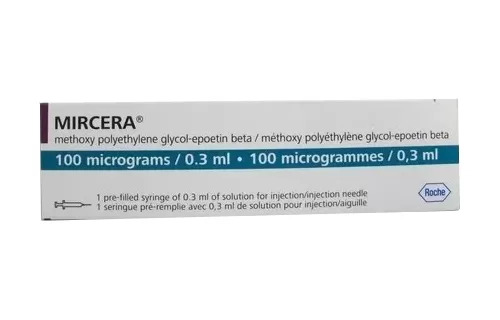 MIRCERA®
methoxy polyethylene glycol-epoetin beta / méthoxy polyéthylène glycol-epoetin beta
100 micrograms / 0.3 ml • 100 microgrammes / 0,3 ml
1 pre-filled syringe of 0.3 ml of solution for injection/injection needle
1 seringue pré-remplie avec 0,3 ml de solution pour injection/aiguille
Roche